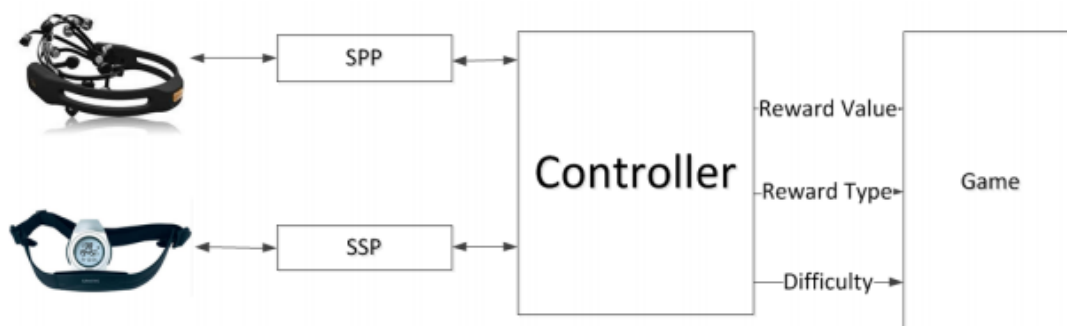 SPP
Reward Value
Controller
Reward Type
Game
SSP
Difficulty